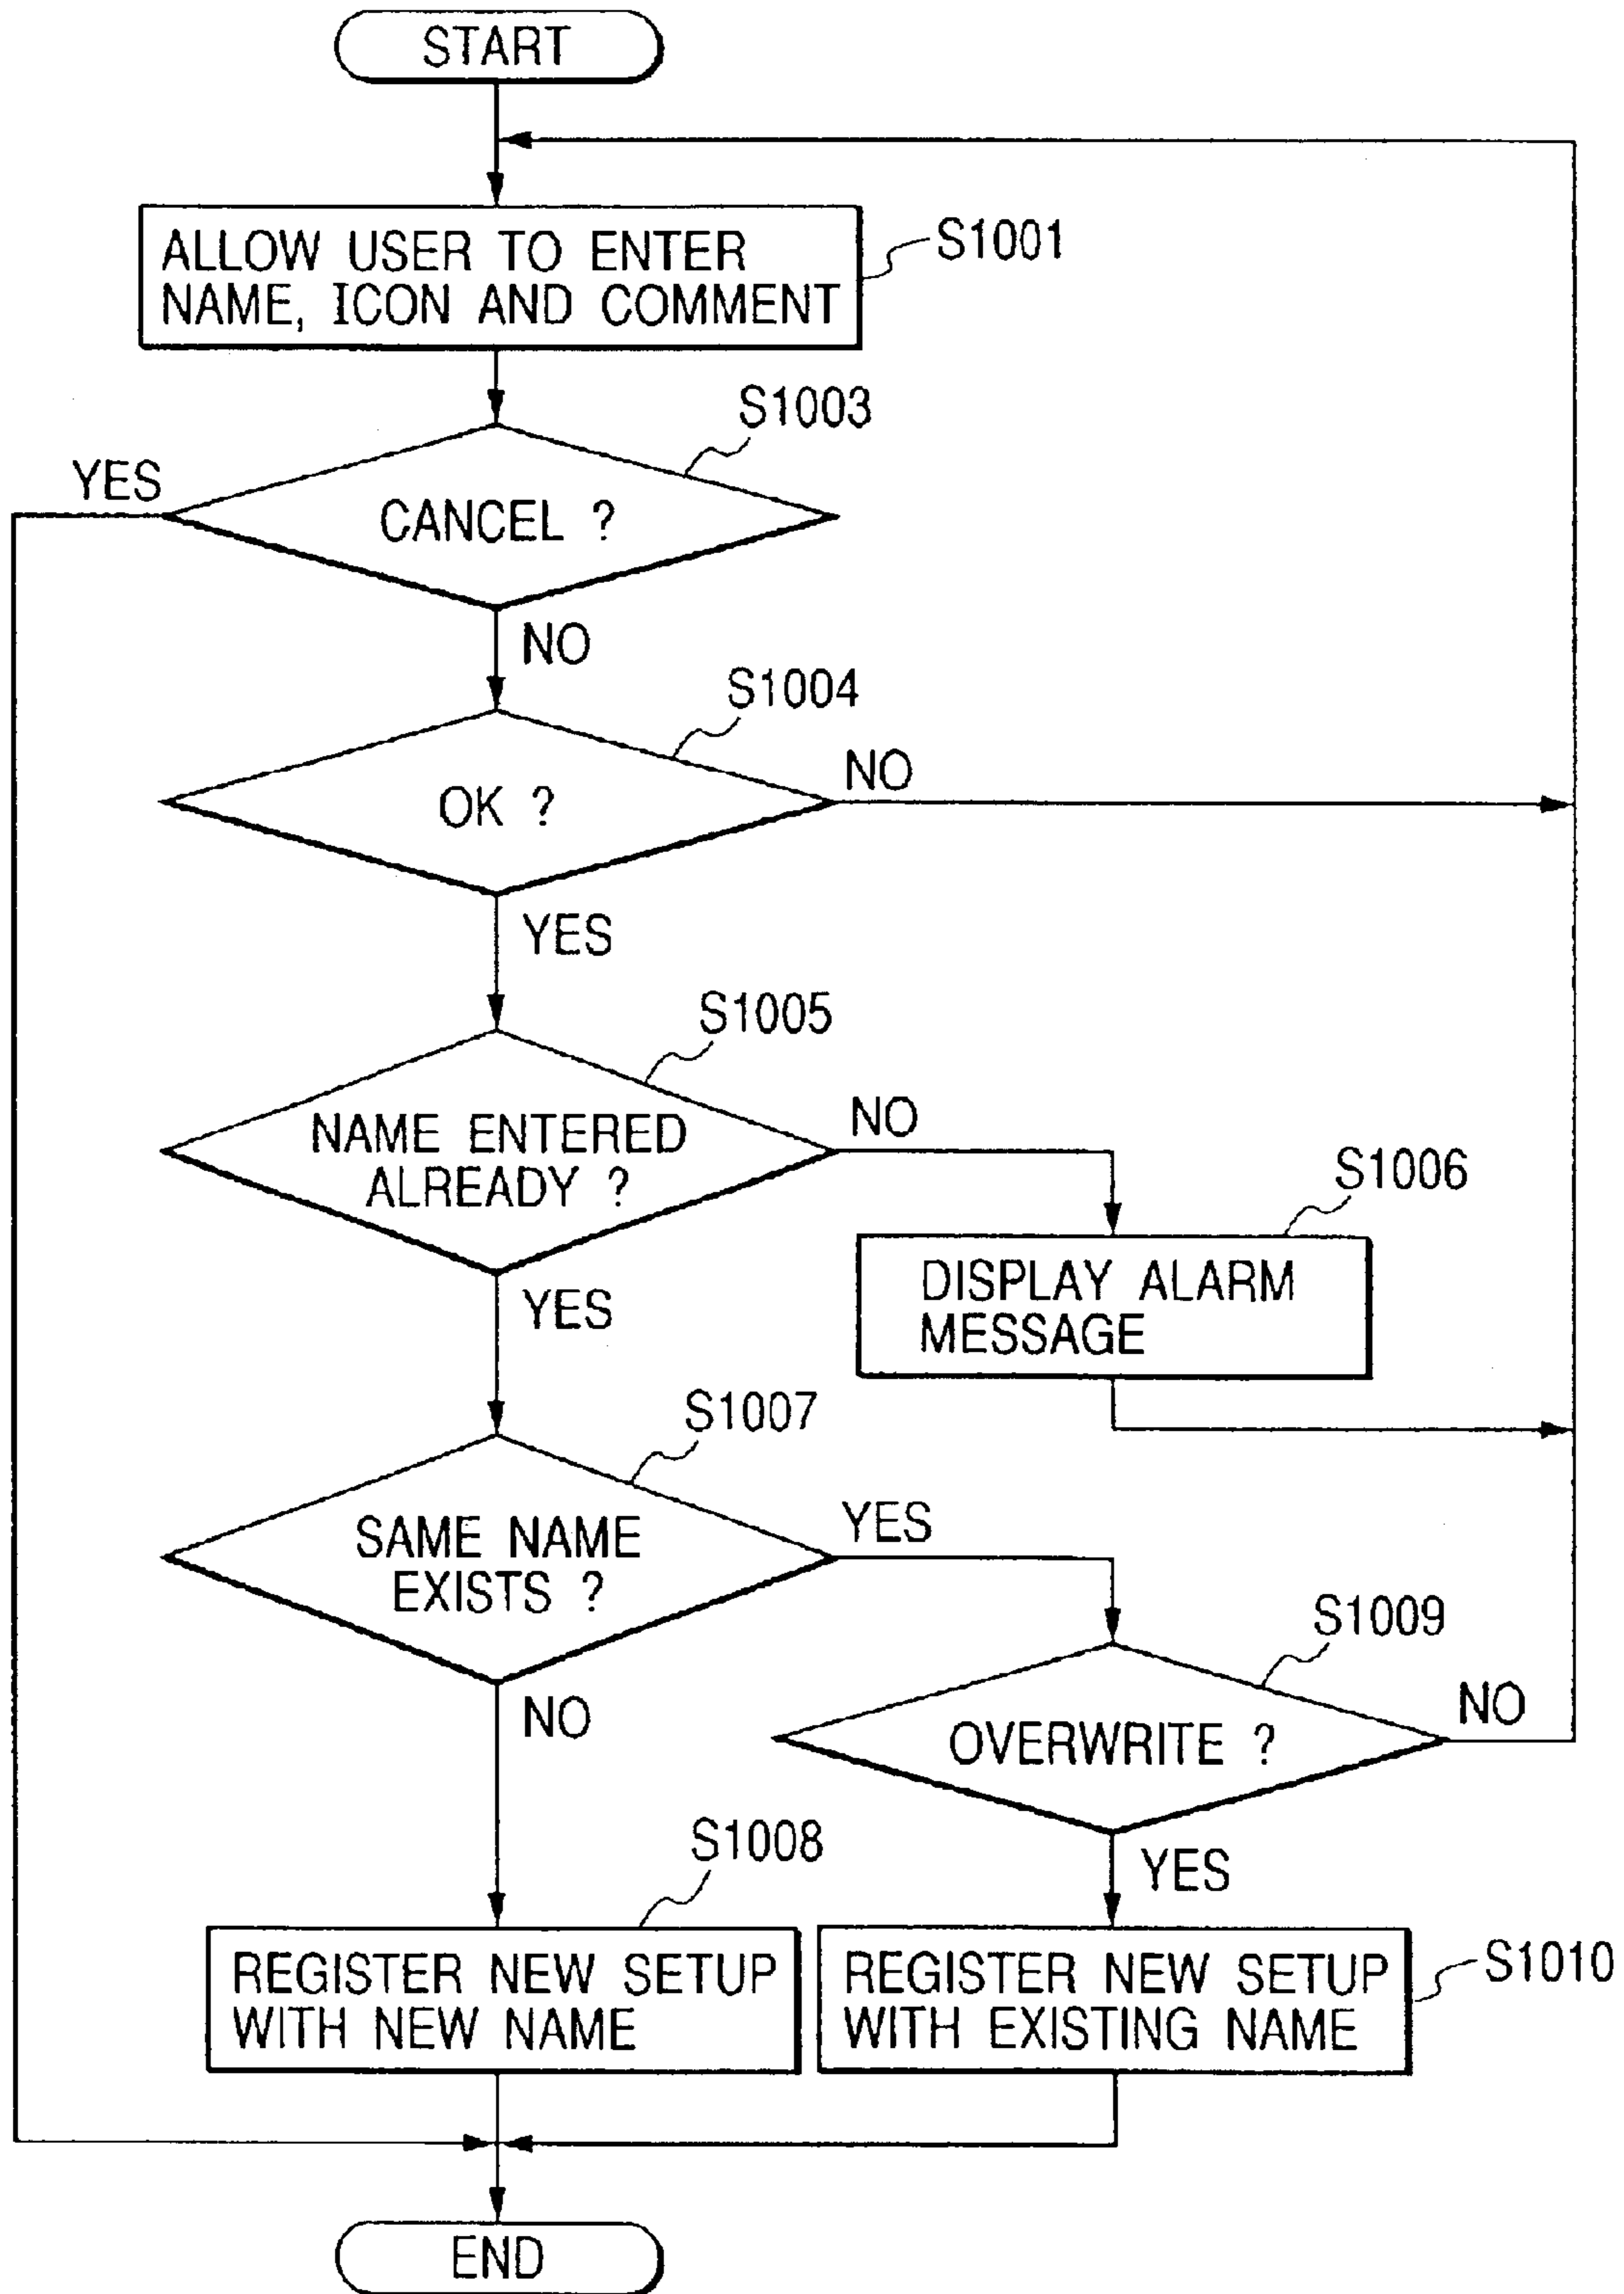 START
ALLOW USER TO ENTER
NAME, ICON AND COMMENT
S1001
S1003
YES
CANCEL ?
NO
S1004
OK ?
NO
YES
S1005
NAME ENTERED
ALREADY ?
NO
S1006
DISPLAY ALARM
MESSAGE
YES
S1007
SAME NAME
EXISTS ?
YES
S1009
OVERWRITE ?
NO
NO
S1008
YES
REGISTER NEW SETUP
WITH NEW NAME
REGISTER NEW SETUP
WITH EXISTING NAME
S1010
END